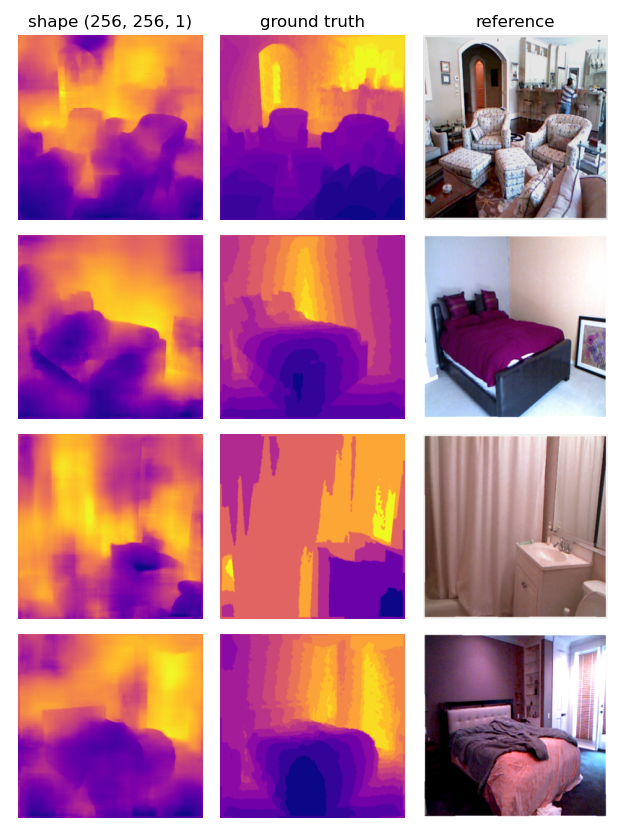 shape (256, 256, 1)
ground truth
reference